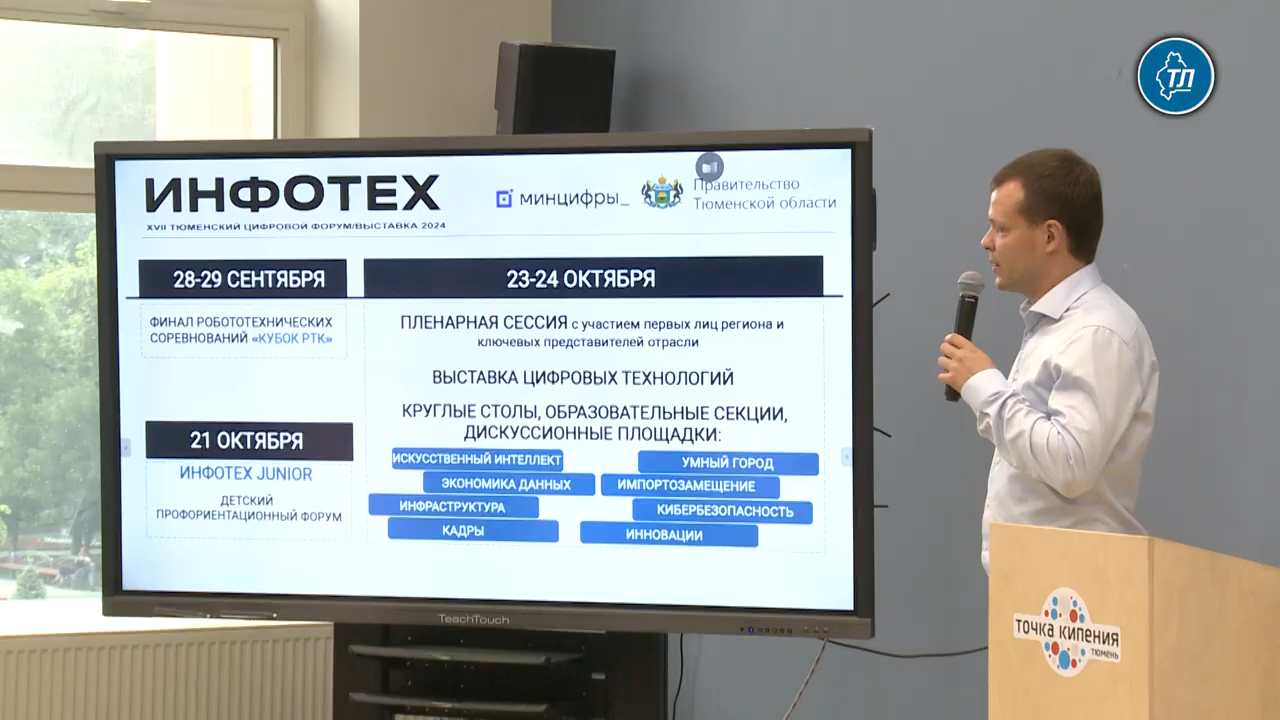 ТЛ
ИНФОТЕХ
XVII ТЮМЕНСКИЙ ЦИФРОВОЙ ФОРУМ/ВЫСТАВКА 2024
минцифры_
Правительство
Тюменской области
28-29 СЕНТЯБРЯ
ФИНАЛ РОБОТОТЕХНИЧЕСКИХ
СОРЕВНОВАНИЙ «КУБОК РТК»
21 ОКТЯБРЯ
ИНФОТЕХ JUNIOR
ДЕТСКИЙ
ПРОФОРИЕНТАЦИОННЫЙ ФОРУМ
23-24 ОКТЯБРЯ
ПЛЕНАРНАЯ СЕССИЯ с участием первых лиц региона и
ключевых представителей отрасли
ВЫСТАВКА ЦИФРОВЫХ ТЕХНОЛОГИЙ
КРУГЛЫЕ СТОЛЫ, ОБРАЗОВАТЕЛЬНЫЕ СЕКЦИИ,
ДИСКУССИОННЫЕ ПЛОЩАДКИ:
ИСКУССТВЕННЫЙ ИНТЕЛЛЕКТ
УМНЫЙ ГОРОД
ЭКОНОМИКА ДАННЫХ
ИМПОРТОЗАМЕЩЕНИЕ
ИНФРАСТРУКТУРА
КИБЕРБЕЗОПАСНОСТЬ
КАДРЫ
ИННОВАЦИИ
TeachTouch
точка кипения
тюмень